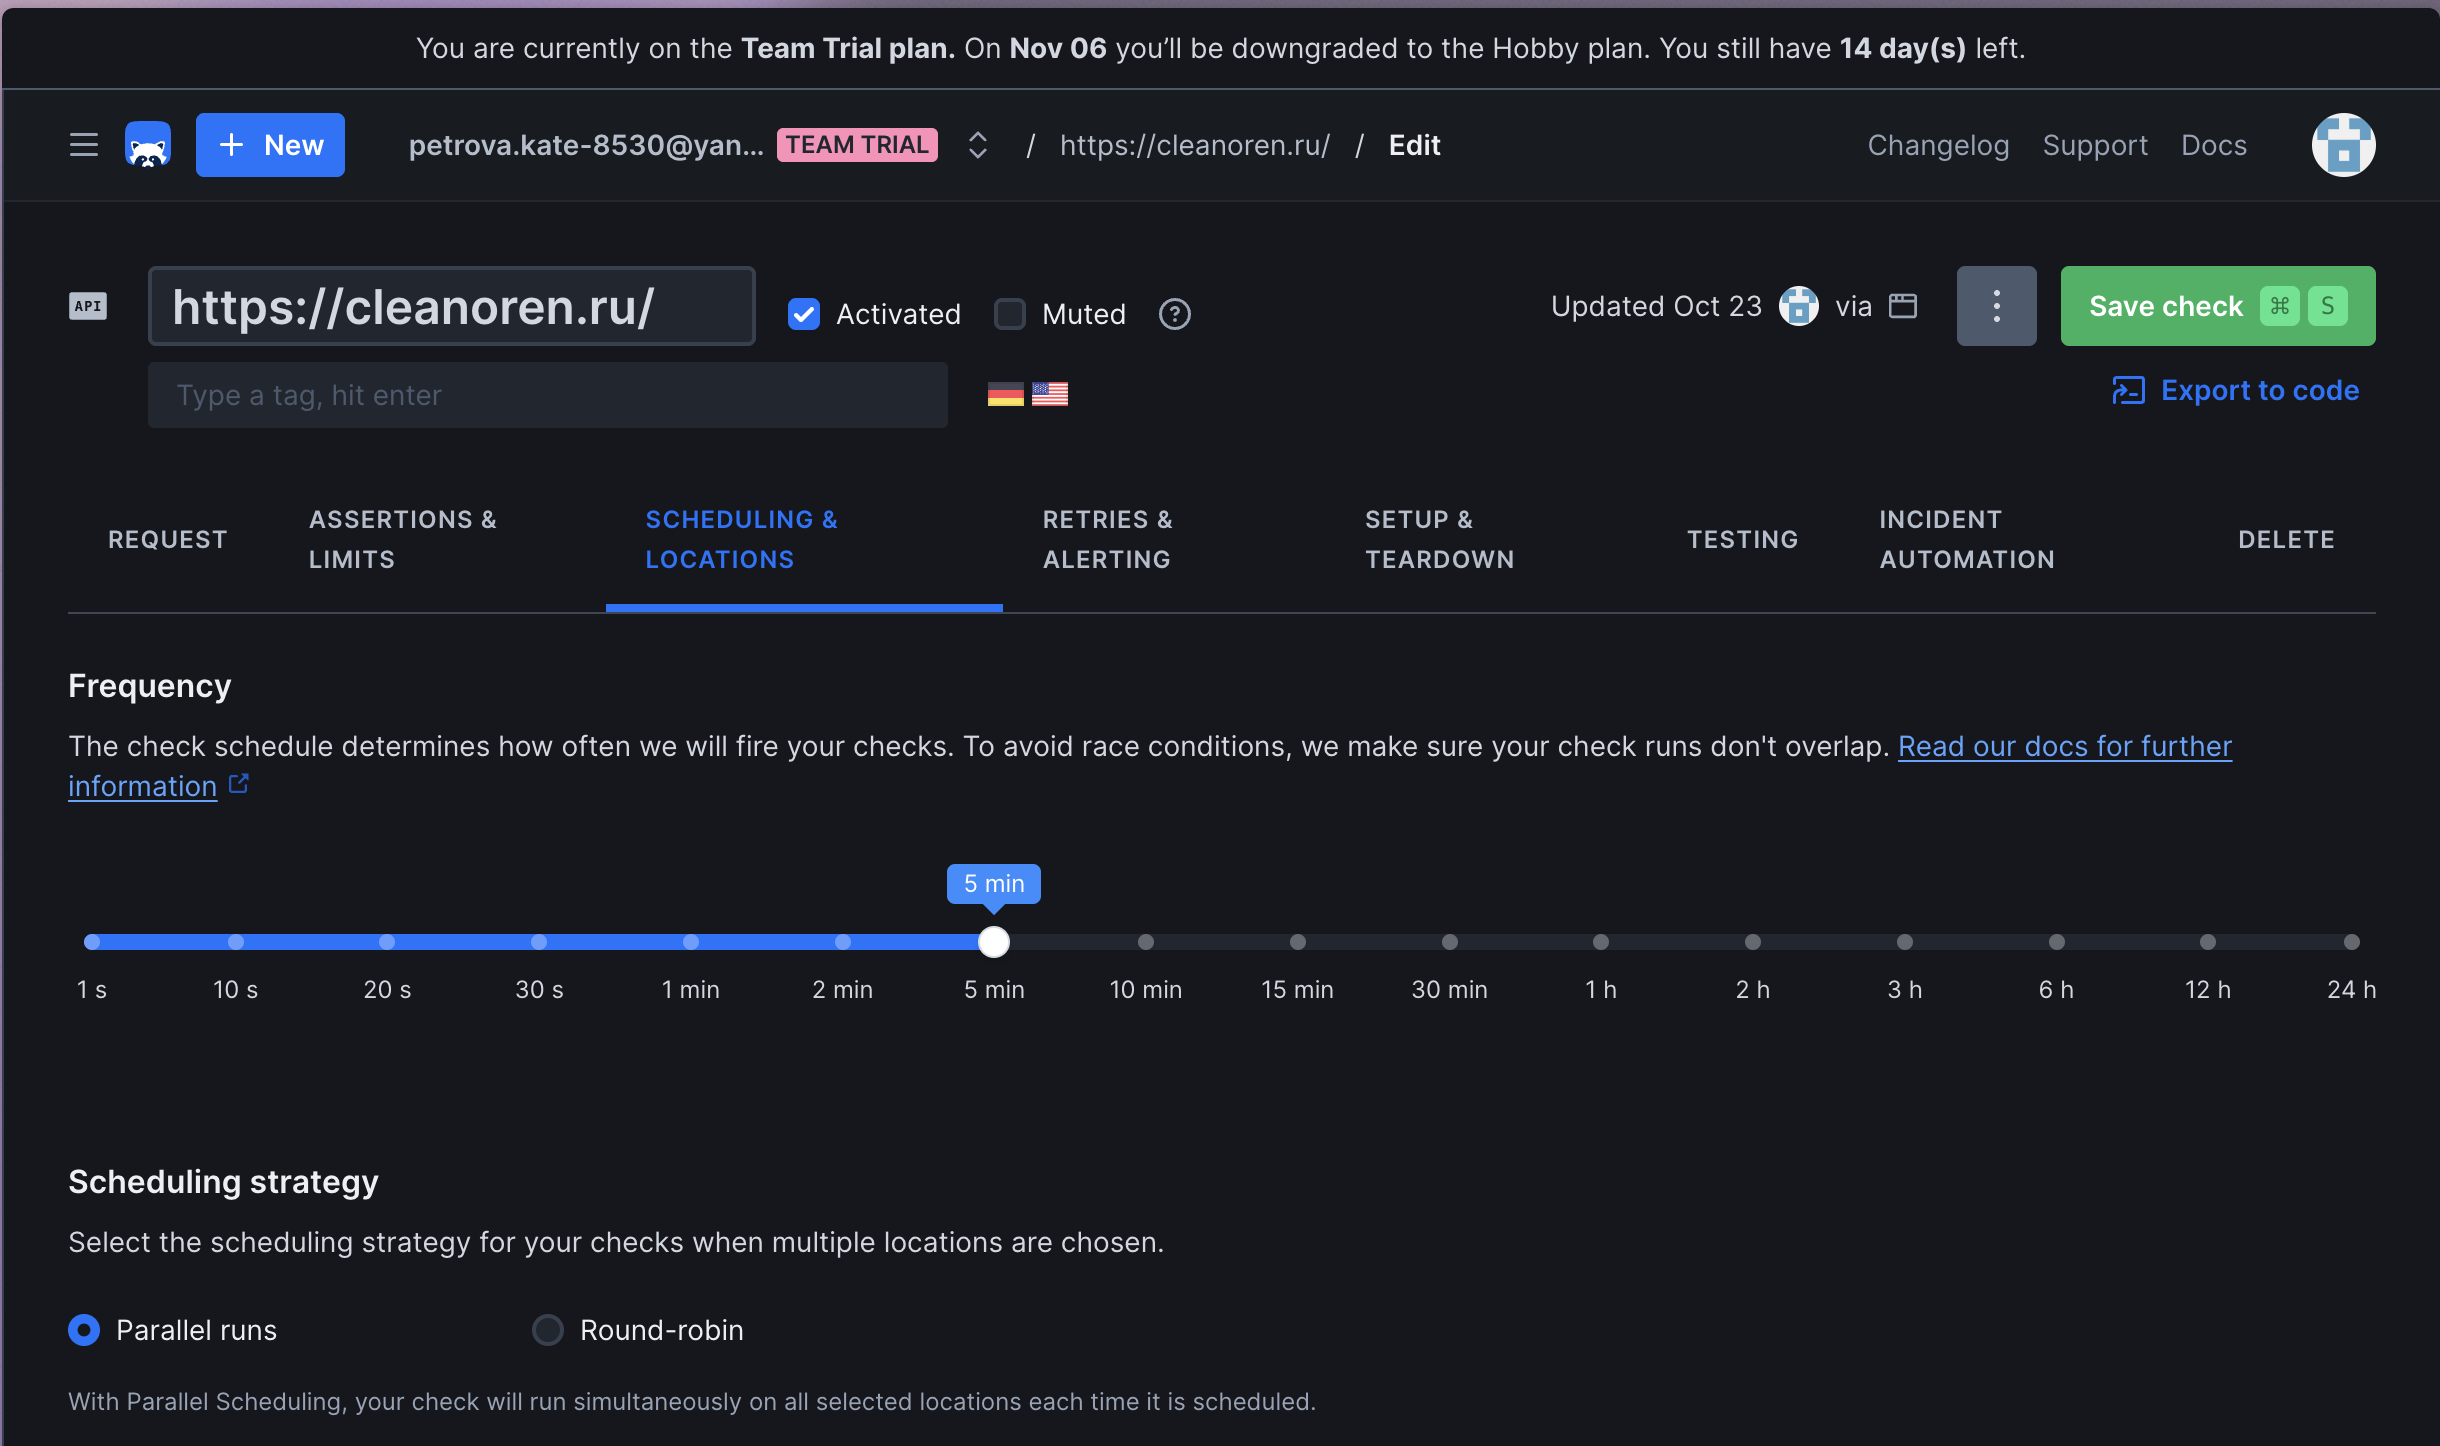 You are currently on the Team Trial plan. On Nov 06 you’ll be downgraded to the Hobby plan. You still have 14 day(s) left.
+ New
petrova.kate-8530@yan... TEAM TRIAL / https://cleanoren.ru/ / Edit
Changelog Support Docs
API
https://cleanoren.ru/
Activated Muted ?
Updated Oct 23 via
Save check ⌘ S
Type a tag, hit enter
Export to code
REQUEST
ASSERTIONS &
LIMITS
SCHEDULING &
LOCATIONS
RETRIES &
ALERTING
SETUP &
TEARDOWN
TESTING
INCIDENT
AUTOMATION
DELETE
Frequency
The check schedule determines how often we will fire your checks. To avoid race conditions, we make sure your check runs don't overlap. Read our docs for further
information
5 min
1 s 10 s 20 s 30 s 1 min 2 min 5 min 10 min 15 min 30 min 1 h 2 h 3 h 6 h 12 h 24 h
Scheduling strategy
Select the scheduling strategy for your checks when multiple locations are chosen.
Parallel runs Round-robin
With Parallel Scheduling, your check will run simultaneously on all selected locations each time it is scheduled.